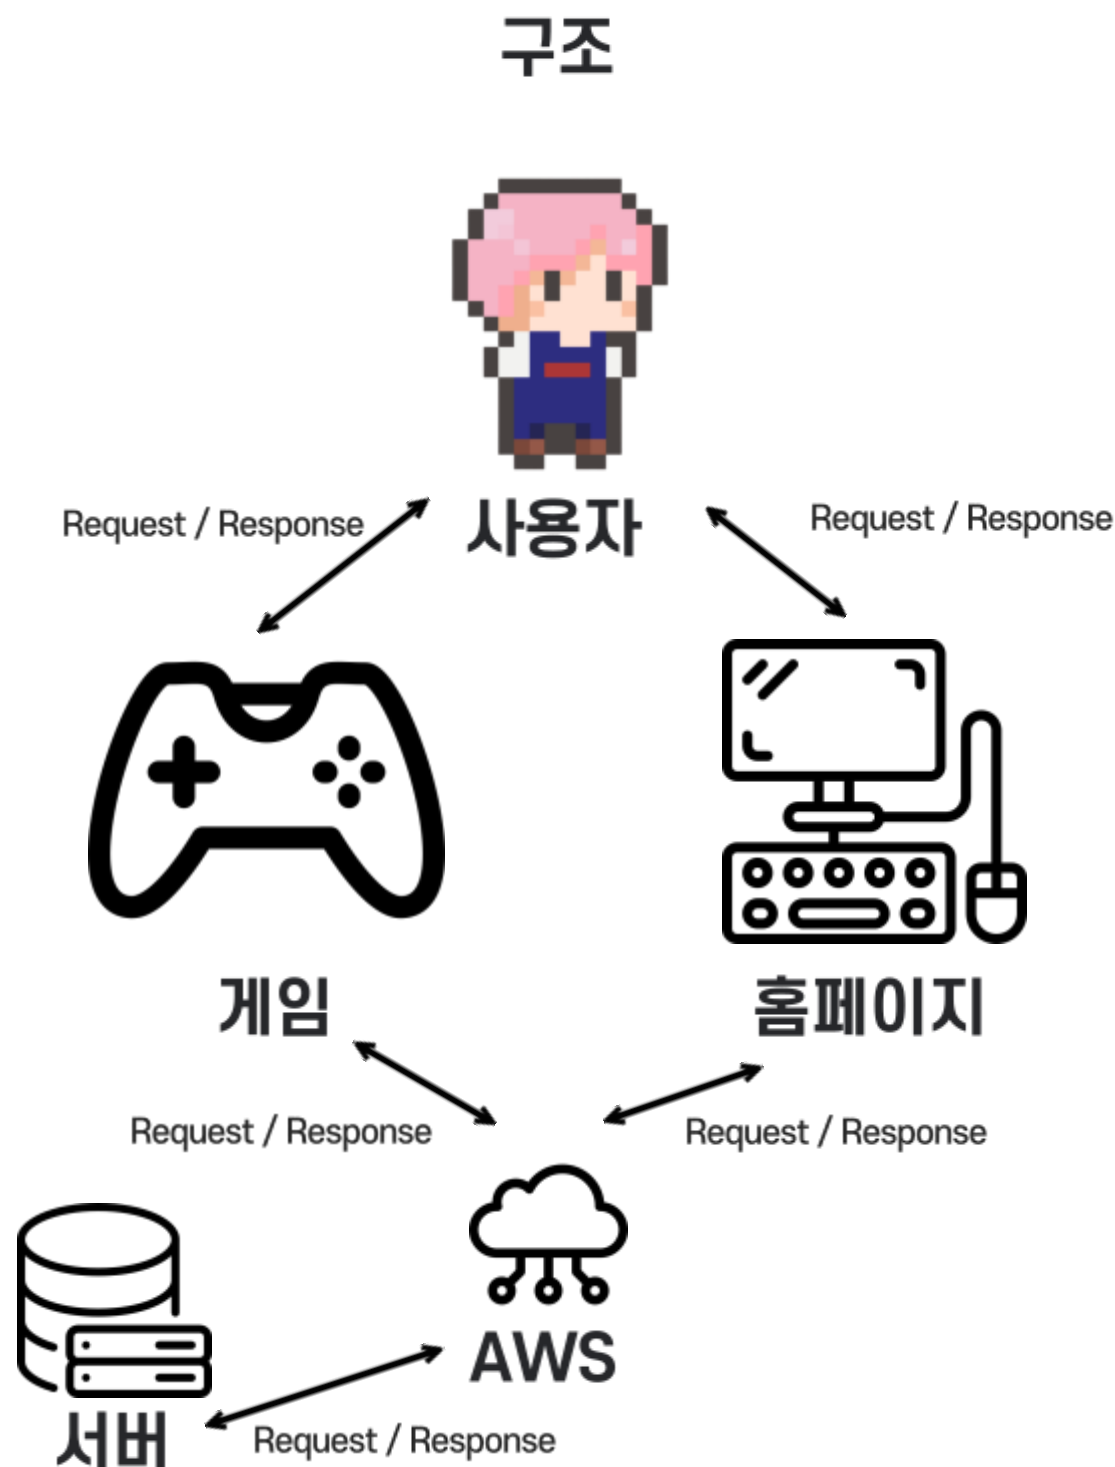 구조
Request / Response
사용자
Request / Response
게임
홈페이지
Request / Response
Request / Response
AWS
서버
Request / Response